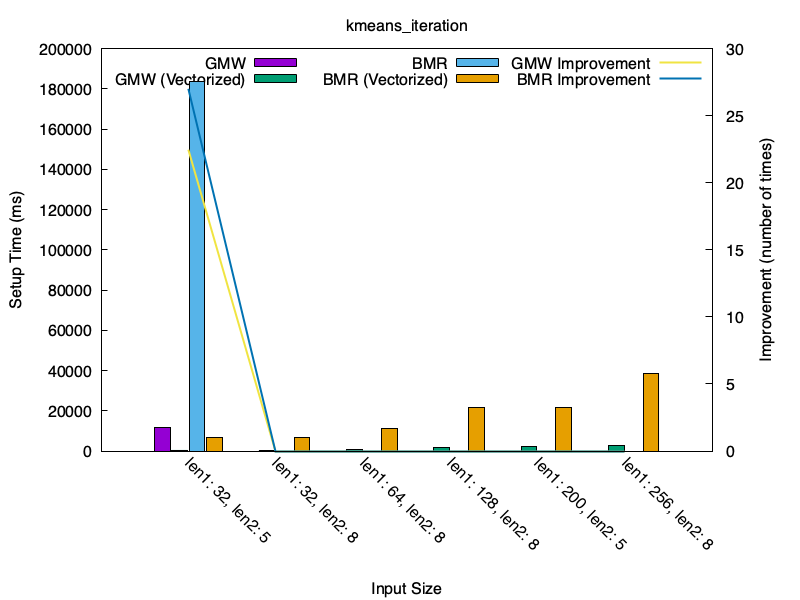 kmeans_iteration
GMW
GMW (Vectorized)
BMR
BMR (Vectorized)
GMW Improvement
BMR Improvement
Setup Time (ms)
200000
180000
160000
140000
120000
100000
80000
60000
40000
20000
0
30
25
20
15
10
5
0
Improvement (number of times)
len1: 32, len2: 5
len1: 32, len2: 8
len1: 64, len2: 8
len1: 128, len2: 8
len1: 200, len2: 5
len1: 256, len2: 8
Input Size